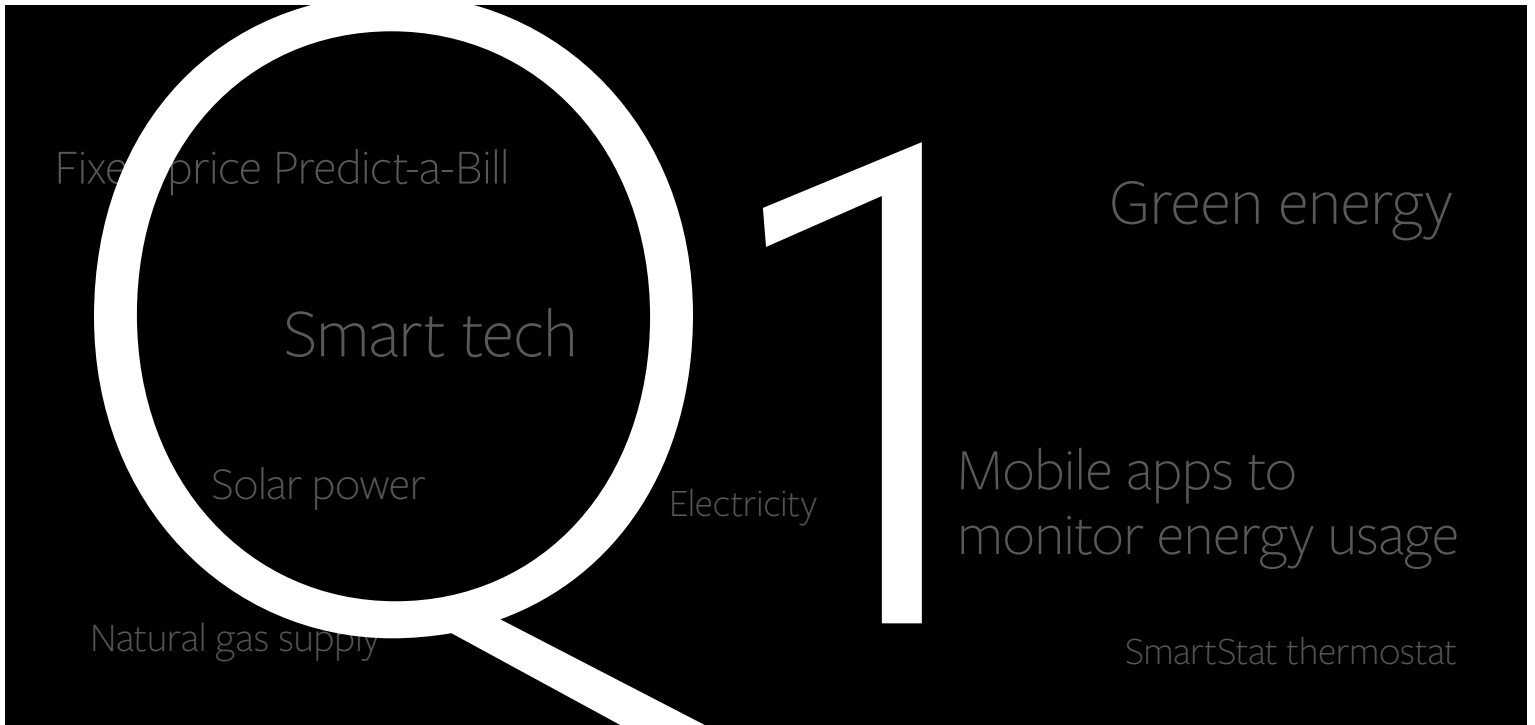 Q1
Fixed-price Predict-a-Bill
Green energy
Smart tech
Mobile apps to
monitor energy usage
Solar power
Electricity
Natural gas supply
SmartStat thermostat